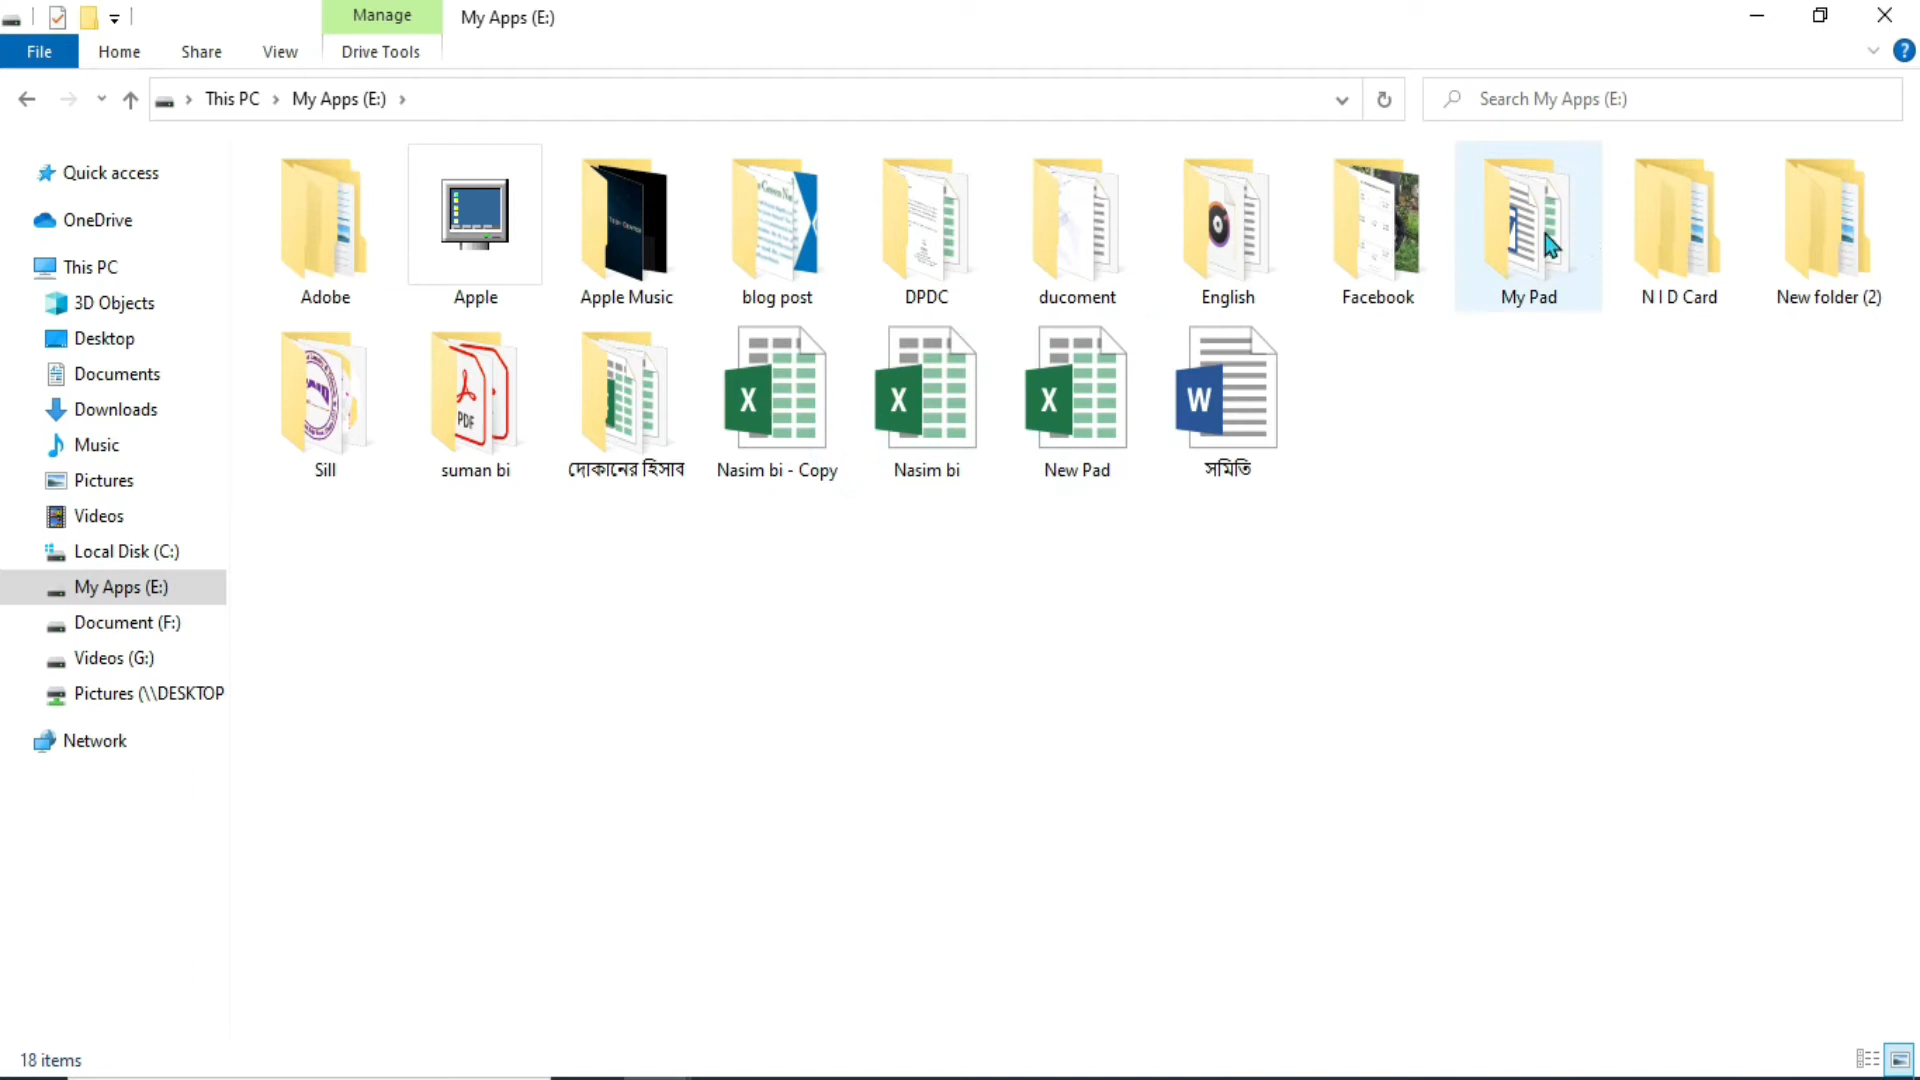 Manage
My Apps (E:)
File
Home
Share
View
Drive Tools
This PC
My Apps (E:)
Search My Apps (E:)
Quick access
OneDrive
This PC
3D Objects
Desktop
Documents
Downloads
Music
Pictures
Videos
Local Disk (C:)
My Apps (E:)
Document (F:)
Videos (G:)
Pictures (\\DESKTOP
Network
Adobe
Apple
Apple Music
blog post
DPDC
ducoment
English
Facebook
My Pad
N I D Card
New folder (2)
Sill
suman bi
দোকানের হিসাব
Nasim bi - Copy
Nasim bi
New Pad
সমিতি
PDF
X
X
X
W
18 items